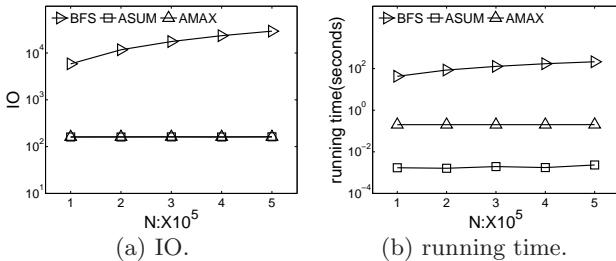 BFS ASUM AMAX
10^4
10^3
10^2
10^1
IO
1 2 3 4 5
N:X10^5
(a) IO.
BFS ASUM AMAX
10^2
10^0
10^-2
10^-4
running time(seconds)
1 2 3 4 5
N:X10^5
(b) running time.